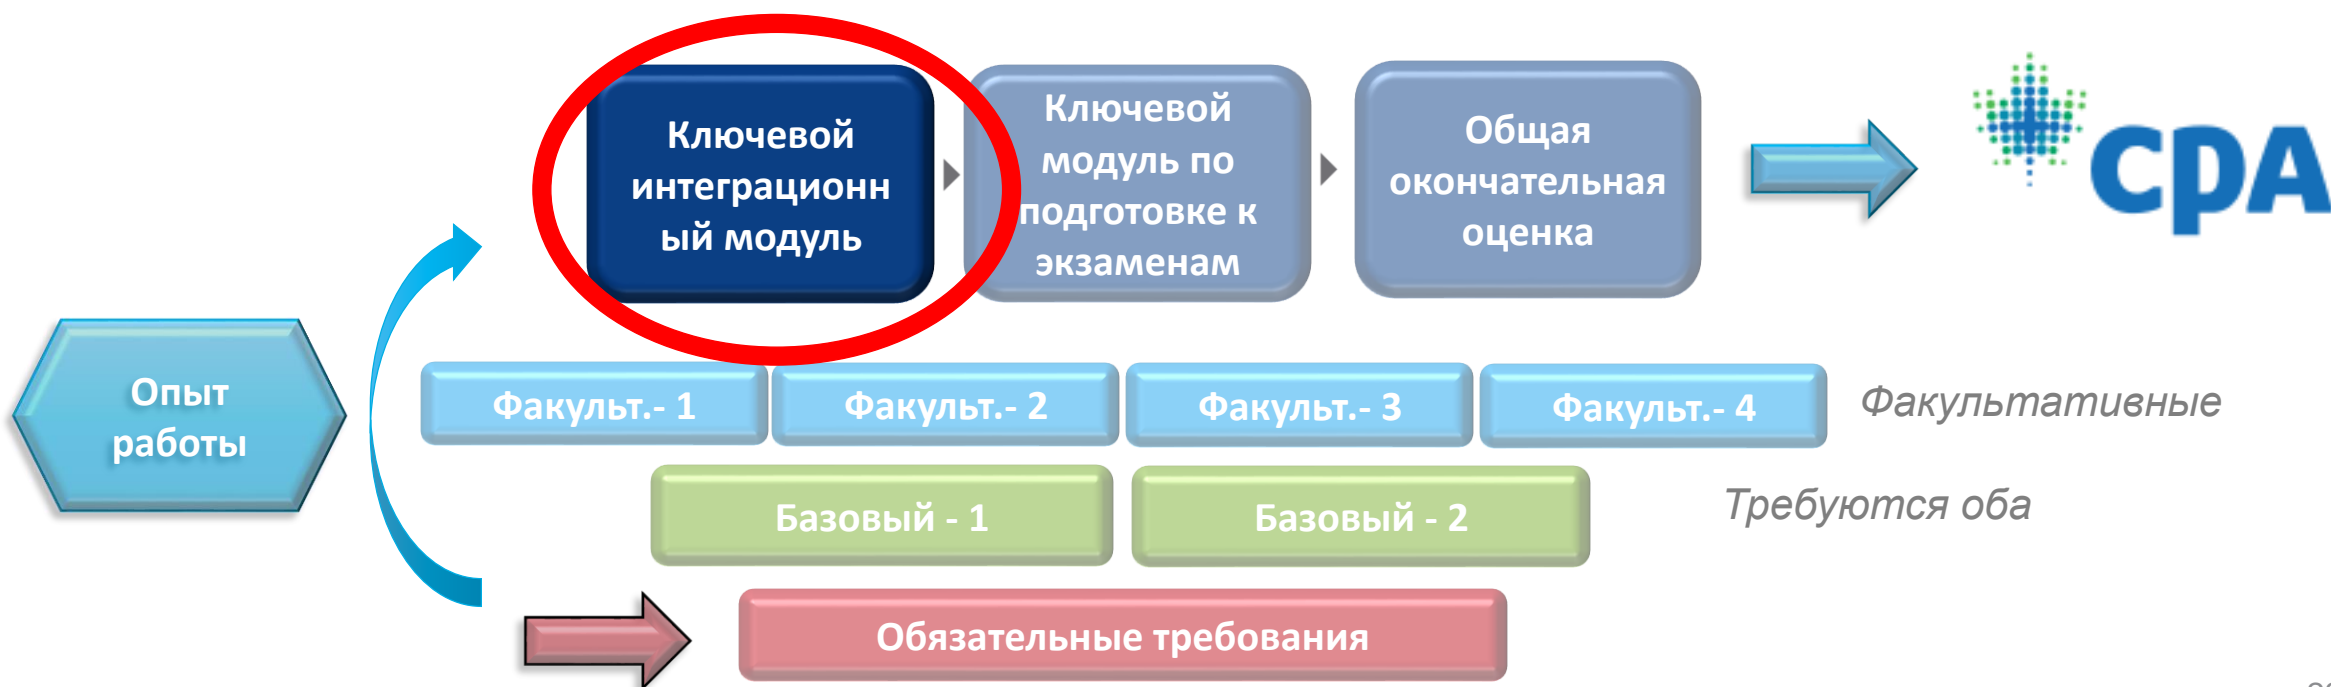 Ключевой
интеграционн
ый модуль
Ключевой
модуль по
подготовке к
экзаменам
Общая
окончательная
оценка
cpA
Опыт
работы
Факульт.- 1
Факульт.- 2
Факульт.- 3
Факульт.- 4
Факультативные
Базовый - 1
Базовый - 2
Требуются оба
Обязательные требования